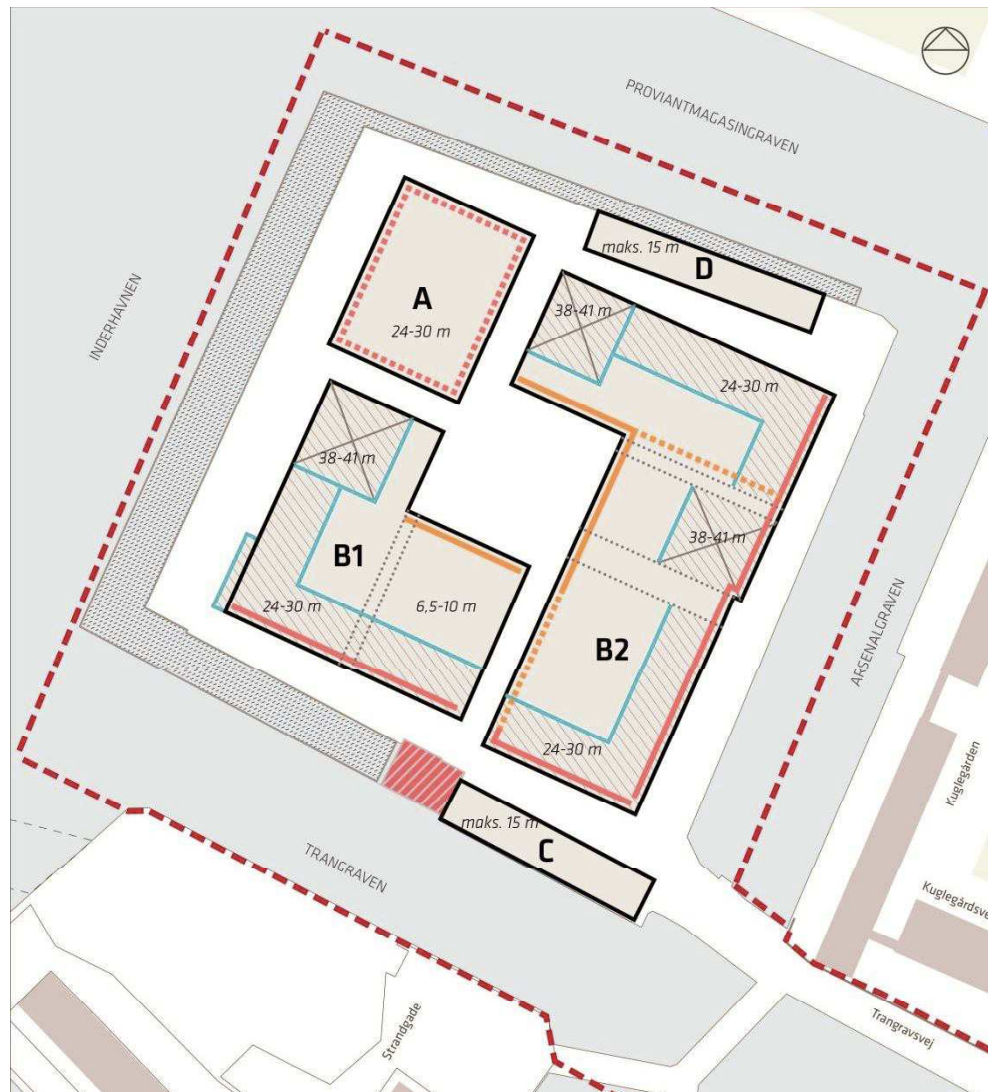 PROVIANTMAGASINGRAVEN
INDERHAVNEN
maks. 15 m
D
A
24-30 m
38-41 m
24-30 m
38-41 m
38-41 m
B1
24-30 m
6,5-10 m
B2
24-30 m
ARSENALGRAVEN
Kuglegården
maks. 15 m
C
TRANGRAVEN
Kuglegårdsve
Strandgade
Trangravsvej